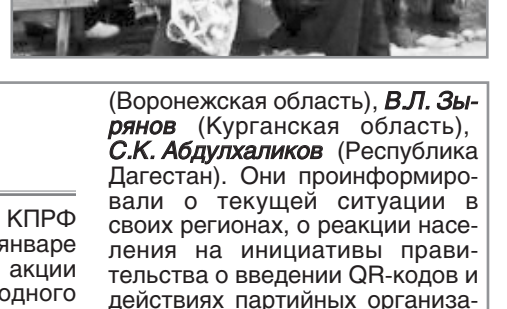 КПРФ
январе
акции
одного
(Воронежская область), В.Л. Зы-
рянов (Курганская область),
С.К. Абдулхаликов (Республика
Дагестан). Они проинформиро-
вали о текущей ситуации в
своих регионах, о реакции насе-
ления на инициативы прави-
тельства о введении QR-кодов и
действиях партийных организа-